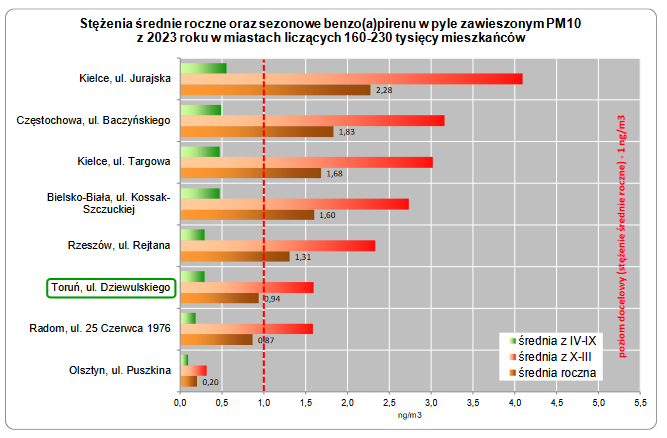 Stężenia średnie roczne oraz sezonowe benzo(a)pirenu w pyle zawieszonym PM10
z 2023 roku w miastach liczących 160-230 tysięcy mieszkańców
Kielce, ul. Jurajska
2,28
Częstochowa, ul. Baczyńskiego
1,83
Kielce, ul. Targowa
1,68
Bielsko-Biała, ul. Kossak-
Szczuckiej
1,60
Rzeszów, ul. Rejtana
1,31
Toruń, ul. Dziewulskiego
0,94
Radom, ul. 25 Czerwca 1976
0,87
Olsztyn, ul. Puszkina
0,20
poziom docelowy (stężenie średnie roczne) - 1 ng/m3
średnia z IV-IX
średnia z X-III
średnia roczna
0,0 0,5 1,0 1,5 2,0 2,5 3,0 3,5 4,0 4,5 5,0 5,5
ng/m3